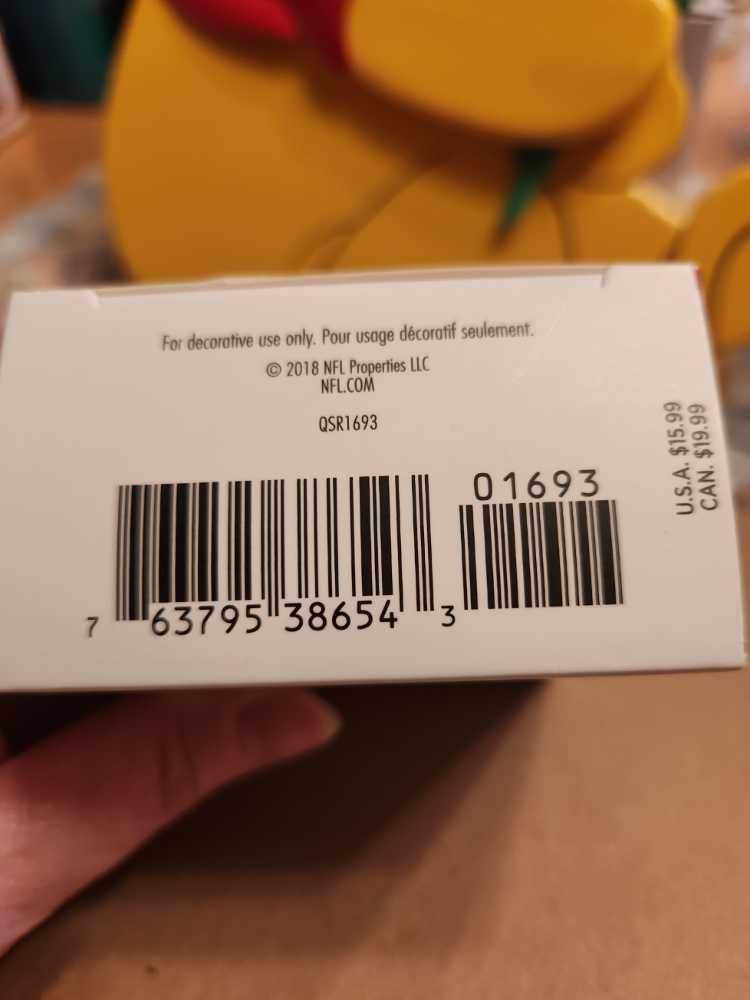 For decorative use only. Pour usage décoratif seulement.
© 2018 NFL Properties LLC
NFL.COM
QSR1693
U.S.A. $15.99
CAN. $19.99
01693
7 63795 38654 3